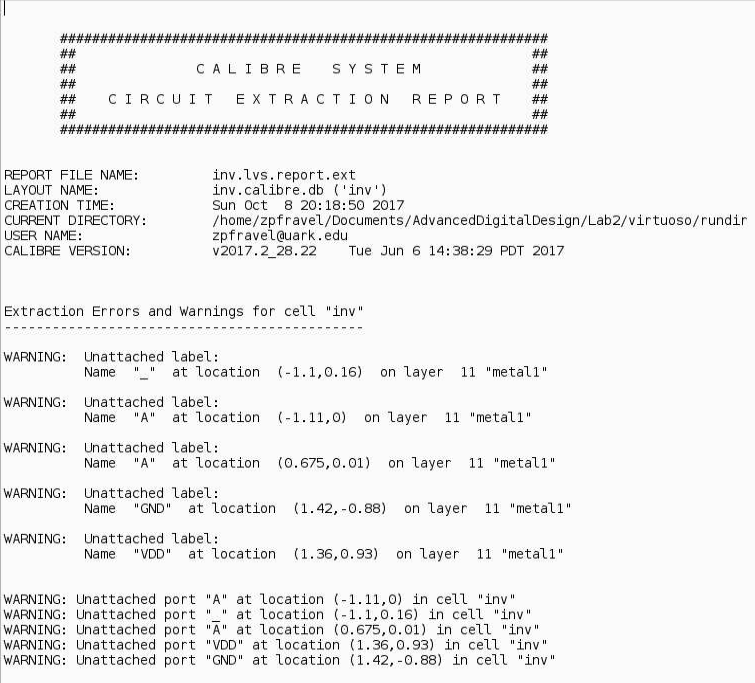 #############################################################
## ##
## C A L I B R E   S Y S T E M ##
## ##
## C I R C U I T   E X T R A C T I O N   R E P O R T ##
## ##
#############################################################
REPORT FILE NAME: inv.lvs.report.ext
LAYOUT NAME: inv.calibre.db ('inv')
CREATION TIME: Sun Oct  8 20:18:50 2017
CURRENT DIRECTORY: /home/zpfravel/Documents/AdvancedDigitalDesign/Lab2/virtuoso/rundir
USER NAME: zpfravel@uark.edu
CALIBRE VERSION: v2017.2_28.22    Tue Jun 6 14:38:29 PDT 2017
Extraction Errors and Warnings for cell "inv"
---------------------------------------------
WARNING:  Unattached label:
Name  "_"  at location  (-1.1,0.16)  on layer  11 "metal1"
WARNING:  Unattached label:
Name  "A"  at location  (-1.11,0)  on layer  11 "metal1"
WARNING:  Unattached label:
Name  "A"  at location  (0.675,0.01)  on layer  11 "metal1"
WARNING:  Unattached label:
Name  "GND"  at location  (1.42,-0.88)  on layer  11 "metal1"
WARNING:  Unattached label:
Name  "VDD"  at location  (1.36,0.93)  on layer  11 "metal1"
WARNING: Unattached port "A" at location (-1.11,0) in cell "inv"
WARNING: Unattached port "_" at location (-1.1,0.16) in cell "inv"
WARNING: Unattached port "A" at location (0.675,0.01) in cell "inv"
WARNING: Unattached port "VDD" at location (1.36,0.93) in cell "inv"
WARNING: Unattached port "GND" at location (1.42,-0.88) in cell "inv"